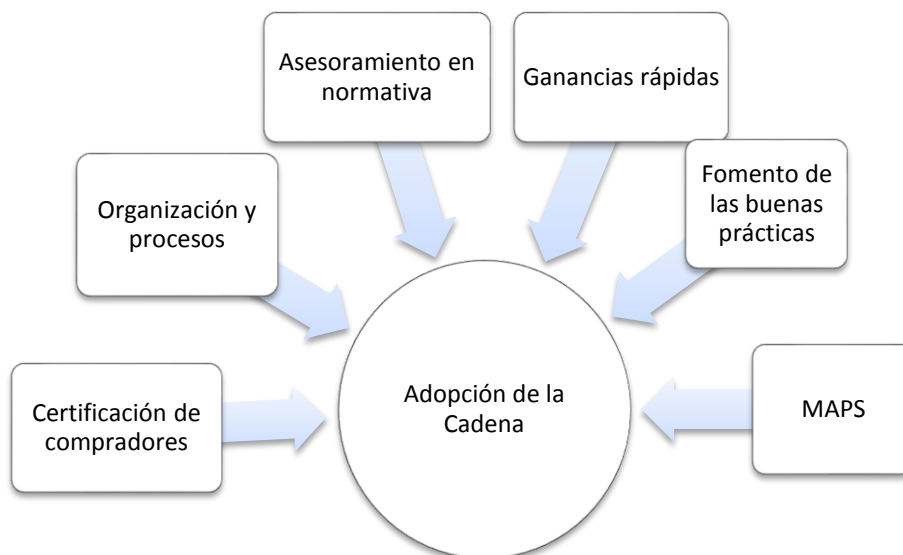 Asesoramiento en
normativa
Ganancias rápidas
Fomento de
las buenas
prácticas
Organización y
procesos
Certificación de
compradores
Adopción de la
Cadena
MAPS